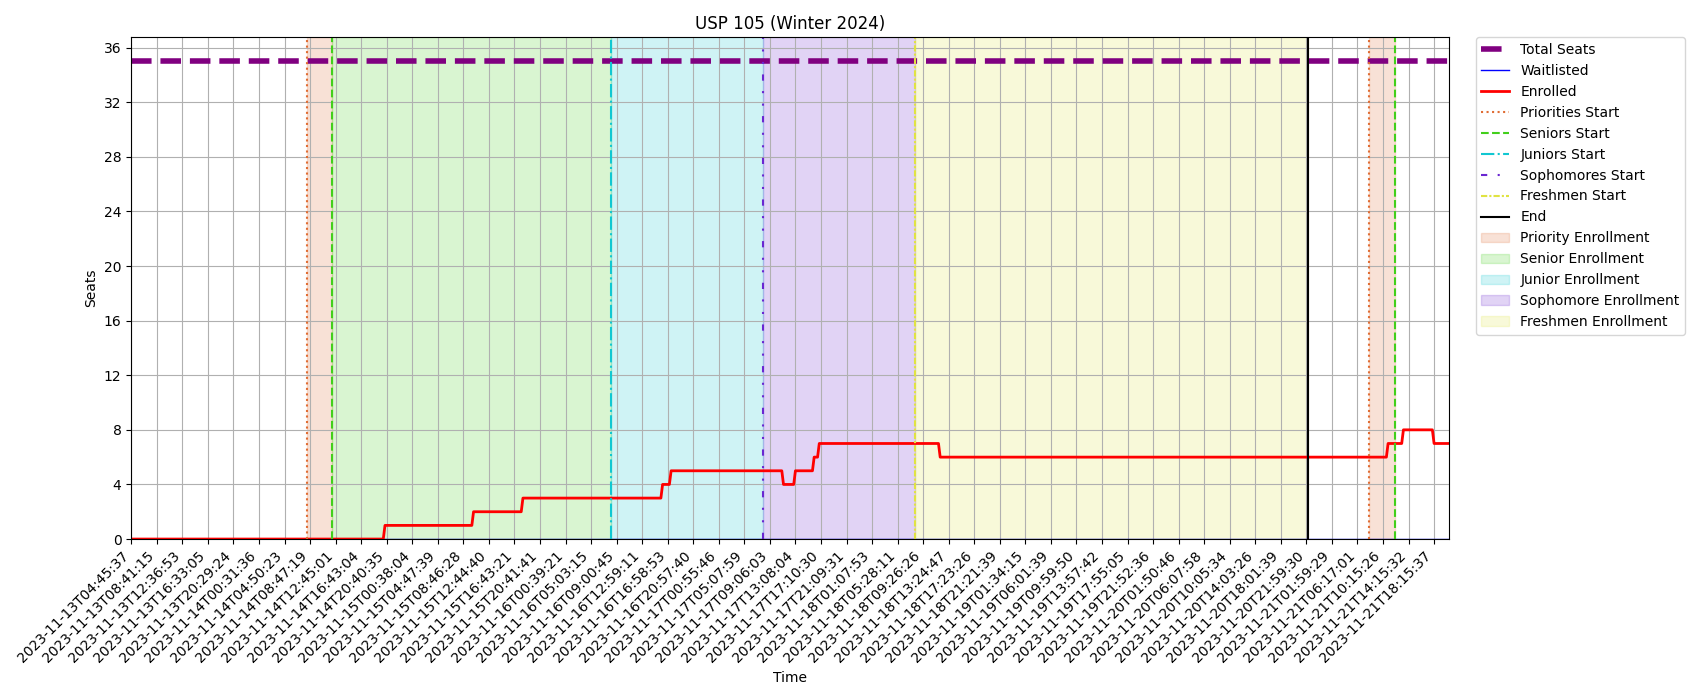 USP 105 (Winter 2024)
Seats
36
32
28
24
20
16
12
8
4
0
2023-11-13T04:45:37
2023-11-13T08:41:15
2023-11-13T12:36:53
2023-11-13T16:33:05
2023-11-13T20:29:24
2023-11-14T00:31:36
2023-11-14T04:50:23
2023-11-14T08:47:19
2023-11-14T12:45:01
2023-11-14T16:43:04
2023-11-14T20:40:35
2023-11-15T00:38:04
2023-11-15T04:47:39
2023-11-15T08:46:28
2023-11-15T12:44:40
2023-11-15T16:43:21
2023-11-15T20:41:41
2023-11-16T00:39:21
2023-11-16T05:03:15
2023-11-16T09:00:45
2023-11-16T12:59:11
2023-11-16T16:58:53
2023-11-16T20:57:40
2023-11-17T00:55:46
2023-11-17T05:07:59
2023-11-17T09:06:03
2023-11-17T13:08:04
2023-11-17T17:10:30
2023-11-17T21:09:31
2023-11-18T01:07:53
2023-11-18T05:28:11
2023-11-18T09:26:26
2023-11-18T13:24:47
2023-11-18T17:23:26
2023-11-18T21:21:39
2023-11-19T01:34:15
2023-11-19T06:01:39
2023-11-19T09:59:50
2023-11-19T13:57:42
2023-11-19T17:55:05
2023-11-19T21:52:36
2023-11-20T01:50:46
2023-11-20T06:07:58
2023-11-20T10:05:34
2023-11-20T14:03:26
2023-11-20T18:01:39
2023-11-20T21:59:30
2023-11-21T01:59:29
2023-11-21T06:17:01
2023-11-21T10:15:26
2023-11-21T14:15:32
2023-11-21T18:15:37
Time
Total Seats
Waitlisted
Enrolled
Priorities Start
Seniors Start
Juniors Start
Sophomores Start
Freshmen Start
End
Priority Enrollment
Senior Enrollment
Junior Enrollment
Sophomore Enrollment
Freshmen Enrollment